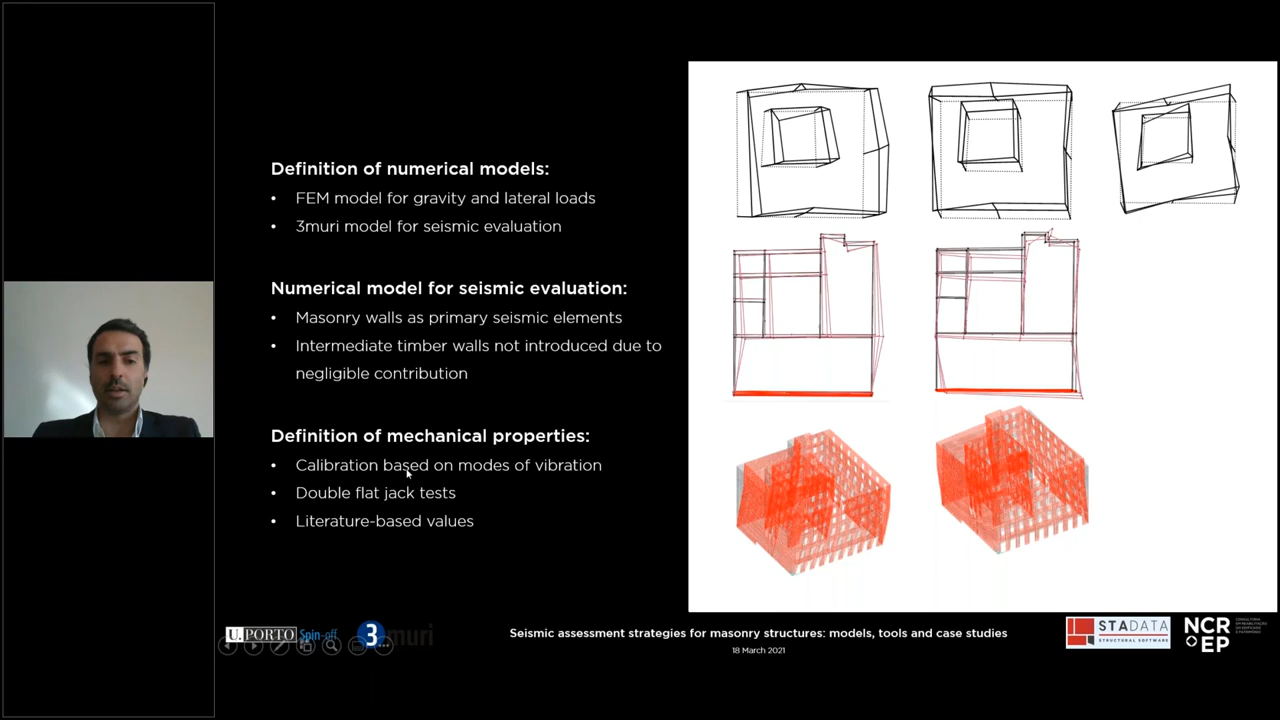 Definition of numerical models:
• FEM model for gravity and lateral loads
• 3muri model for seismic evaluation
Numerical model for seismic evaluation:
• Masonry walls as primary seismic elements
• Intermediate timber walls not introduced due to
negligible contribution
Definition of mechanical properties:
• Calibration based on modes of vibration
• Double flat jack tests
• Literature-based values
U.PORTO Spin-off
3muri
Seismic assessment strategies for masonry structures: models, tools and case studies
18 March 2021
STADATA
STRUCTURAL SOFTWARE
NCR
EP